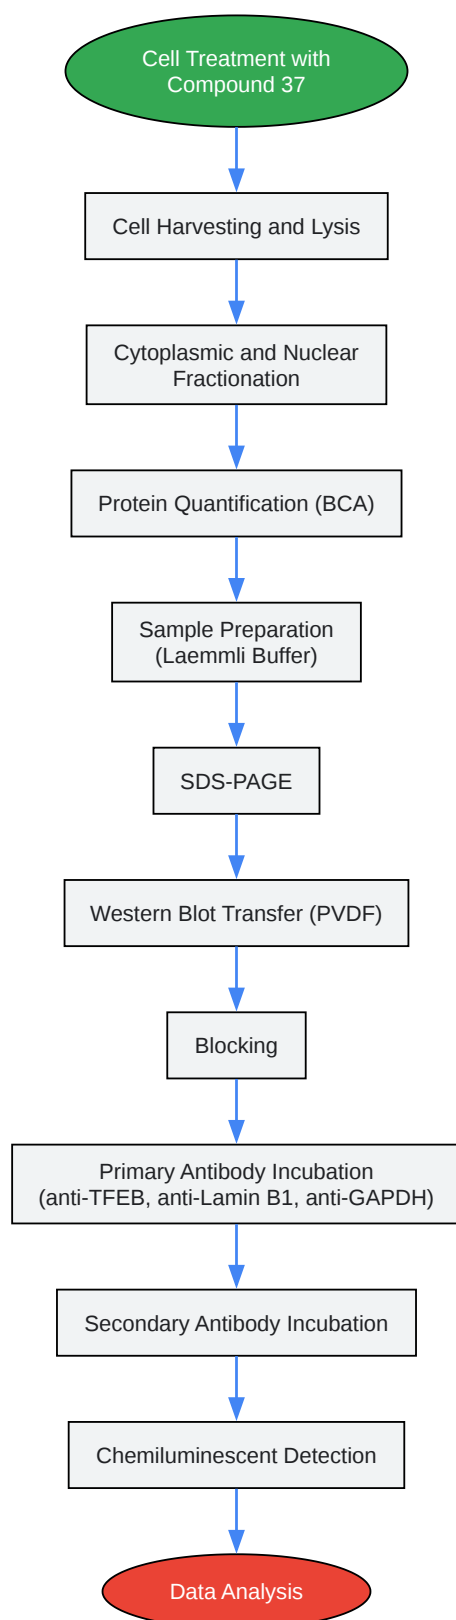 Cell Treatment with
Compound 37
Cell Harvesting and Lysis
Cytoplasmic and Nuclear
Fractionation
Protein Quantification (BCA)
Sample Preparation
(Laemmli Buffer)
SDS-PAGE
Western Blot Transfer (PVDF)
Blocking
Primary Antibody Incubation
(anti-TFEB, anti-Lamin B1, anti-GAPDH)
Secondary Antibody Incubation
Chemiluminescent Detection
Data Analysis